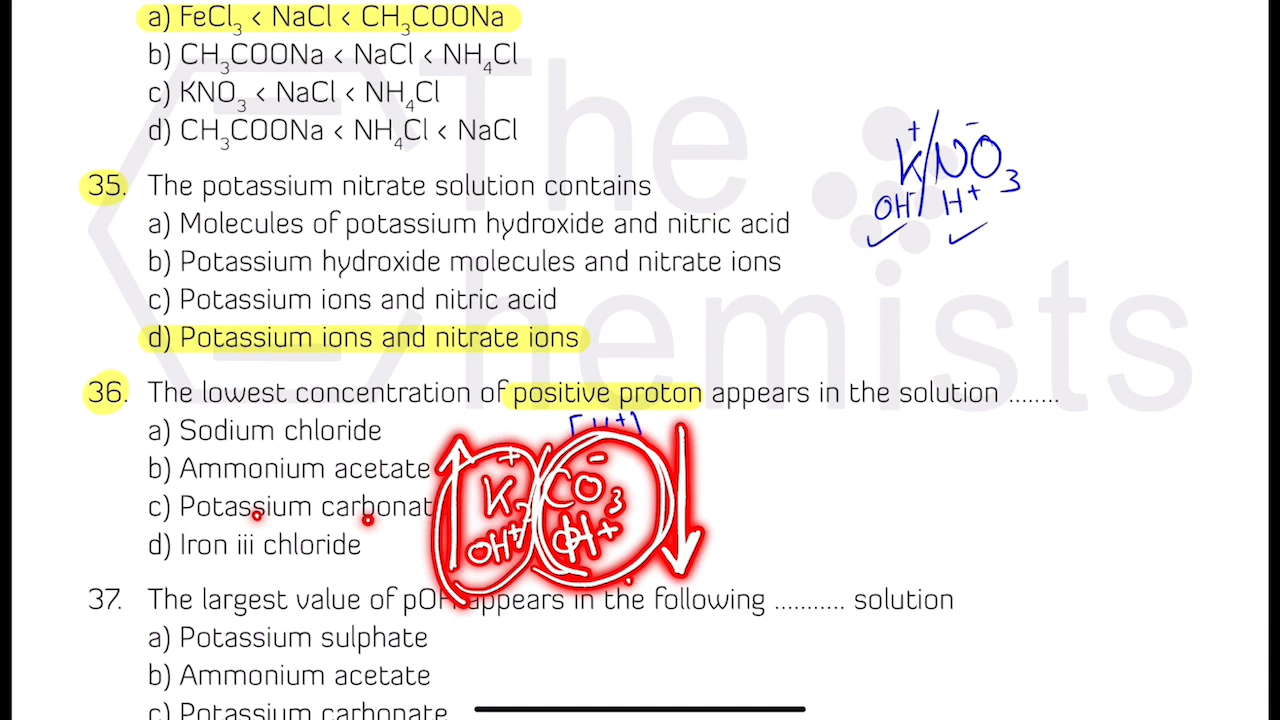 a) FeCl₃ < NaCl < CH₃COONa
b) CH₃COONa < NaCl < NH₄Cl
c) KNO₃ < NaCl < NH₄Cl
d) CH₃COONa < NH₄Cl < NaCl
K⁺/NO₃⁻
OH⁻/H⁺
35. The potassium nitrate solution contains
a) Molecules of potassium hydroxide and nitric acid
b) Potassium hydroxide molecules and nitrate ions
c) Potassium ions and nitric acid
d) Potassium ions and nitrate ions
36. The lowest concentration of positive proton appears in the solution ........
a) Sodium chloride
[H⁺]
b) Ammonium acetate
K₂⁺/CO₃⁻
c) Potassium carbonat
OH⁺ H+
d) Iron iii chloride
37. The largest value of pOH appears in the following ........... solution
a) Potassium sulphate
b) Ammonium acetate
c) Potassium carbonate
The
hemists